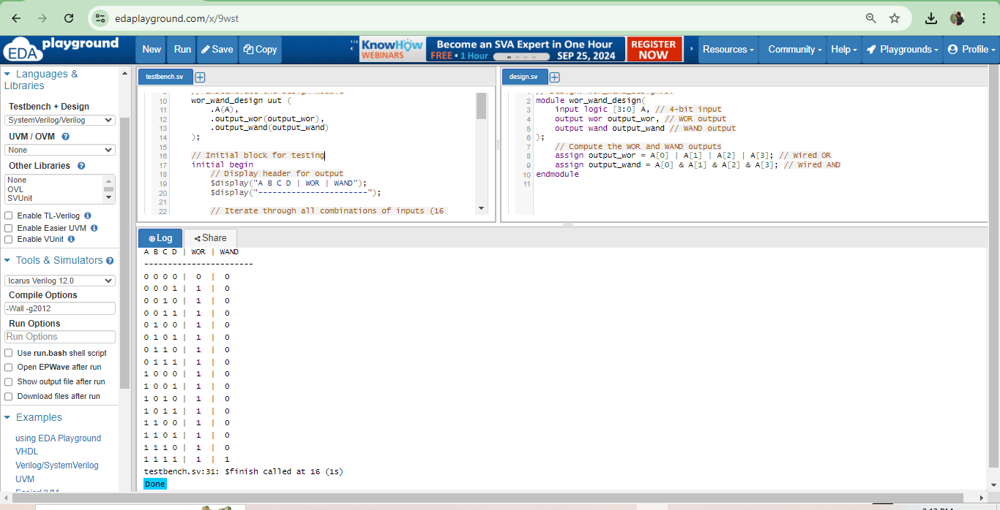 edaplayground.com/x/9wst
EDA playground
New Run Save Copy
1/4
KnowHow WEBINARS
Become an SVA Expert in One Hour
FREE • 1 Hour SEP 25, 2024
REGISTER NOW
Resources Community Help Playgrounds Profile
Languages & Libraries
Testbench + Design
SystemVerilog/Verilog
UVM / OVM
None
Other Libraries
None
OVL
SVUnit
Enable TL-Verilog
Enable Easier UVM
Enable VUnit
Tools & Simulators
Icarus Verilog 12.0
Compile Options
-Wall -g2012
Run Options
Run Options
Use run.bash shell script
Open EPWave after run
Show output file after run
Download files after run
Examples
using EDA Playground
VHDL
Verilog/SystemVerilog
UVM
EasierUVM
testbench.sv
10 wor_wand_design uut (
11 .A(A),
12 .output_wor(output_wor),
13 .output_wand(output_wand)
14 );
15
16 // Initial block for testing
17 initial begin
18 // Display header for output
19 $display("A B C D | WOR | WAND");
20 $display("-----------------------");
21
22 // Iterate through all combinations of inputs (16
design.sv
2 module wor_wand_design(
3 input logic [3:0] A, // 4-bit input
4 output wor output_wor, // WOR output
5 output wand output_wand // WAND output
6 );
7 // Compute the WOR and WAND outputs
8 assign output_wor = A[0] | A[1] | A[2] | A[3]; // Wired OR
9 assign output_wand = A[0] & A[1] & A[2] & A[3]; // Wired AND
10 endmodule
11
Log Share
A B C D | WOR | WAND
-----------------------
0 0 0 0 | 0 | 0
0 0 0 1 | 1 | 0
0 0 1 0 | 1 | 0
0 0 1 1 | 1 | 0
0 1 0 0 | 1 | 0
0 1 0 1 | 1 | 0
0 1 1 0 | 1 | 0
0 1 1 1 | 1 | 0
1 0 0 0 | 1 | 0
1 0 0 1 | 1 | 0
1 0 1 0 | 1 | 0
1 0 1 1 | 1 | 0
1 1 0 0 | 1 | 0
1 1 0 1 | 1 | 0
1 1 1 0 | 1 | 0
1 1 1 1 | 1 | 1
testbench.sv:31: $finish called at 16 (1s)
Done